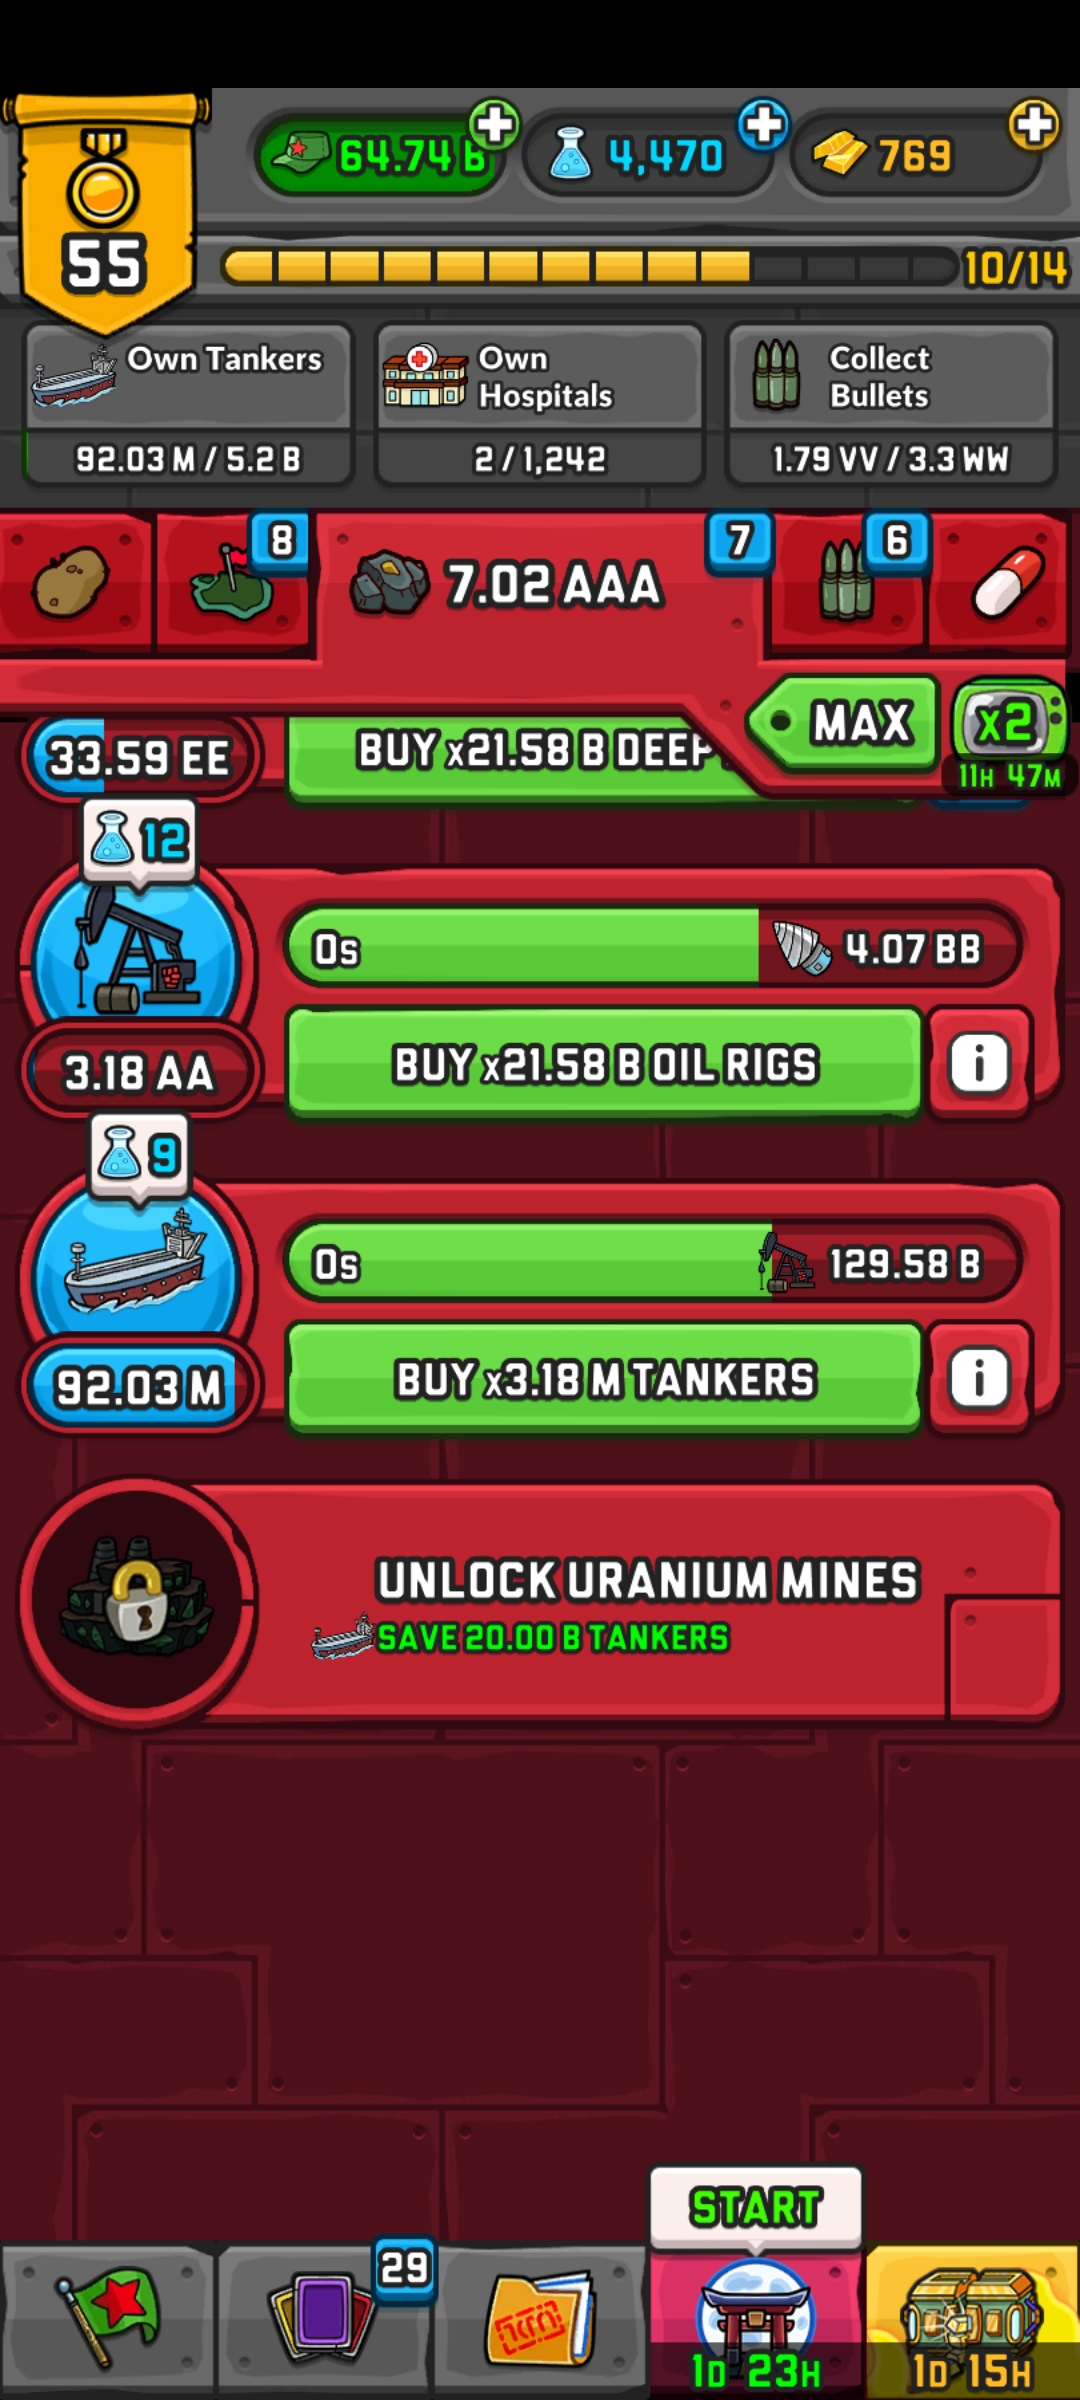 55
64.74 B
4,470
769
10/14
Own Tankers
92.03 M / 5.2 B
Own
Hospitals
2 / 1,242
Collect
Bullets
1.79 VV / 3.3 WW
8
7.02 AAA
7
6
MAX
x2
11H 47M
33.59 EE
BUY x21.58 B DEEP
12
0s
4.07 BB
3.18 AA
BUY x21.58 B OIL RIGS
i
9
0s
129.58 B
92.03 M
BUY x3.18 M TANKERS
i
UNLOCK URANIUM MINES
SAVE 20.00 B TANKERS
START
29
1D 23H
1D 15H